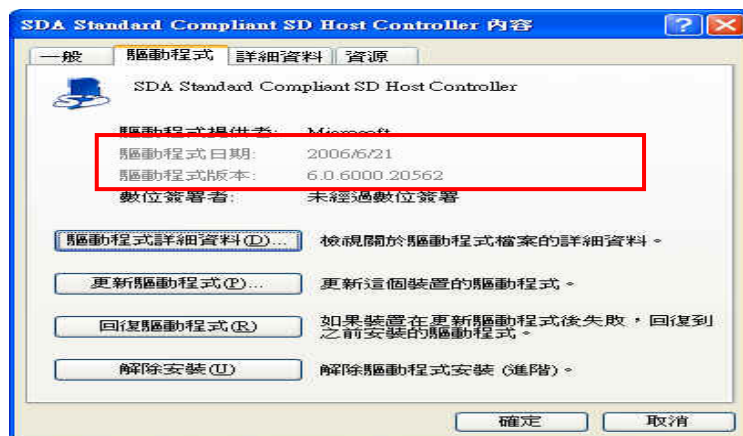 SDA Standard Compliant SD Host Controller 內容
一般 驅動程式 詳細資料 資源
SDA Standard Compliant SD Host Controller
驅動程式提供者: Microsoft
驅動程式日期: 2006/6/21
驅動程式版本: 6.0.6000.20562
數位簽署者: 未經過數位簽署
驅動程式詳細資料(D)... 檢視關於驅動程式檔案的詳細資料。
更新驅動程式(P)... 更新這個裝置的驅動程式。
回復驅動程式(R) 如果裝置在更新驅動程式後失敗，回復到
之前安裝的驅動程式。
解除安裝(U) 解除驅動程式安裝 (進階)。
確定 取消